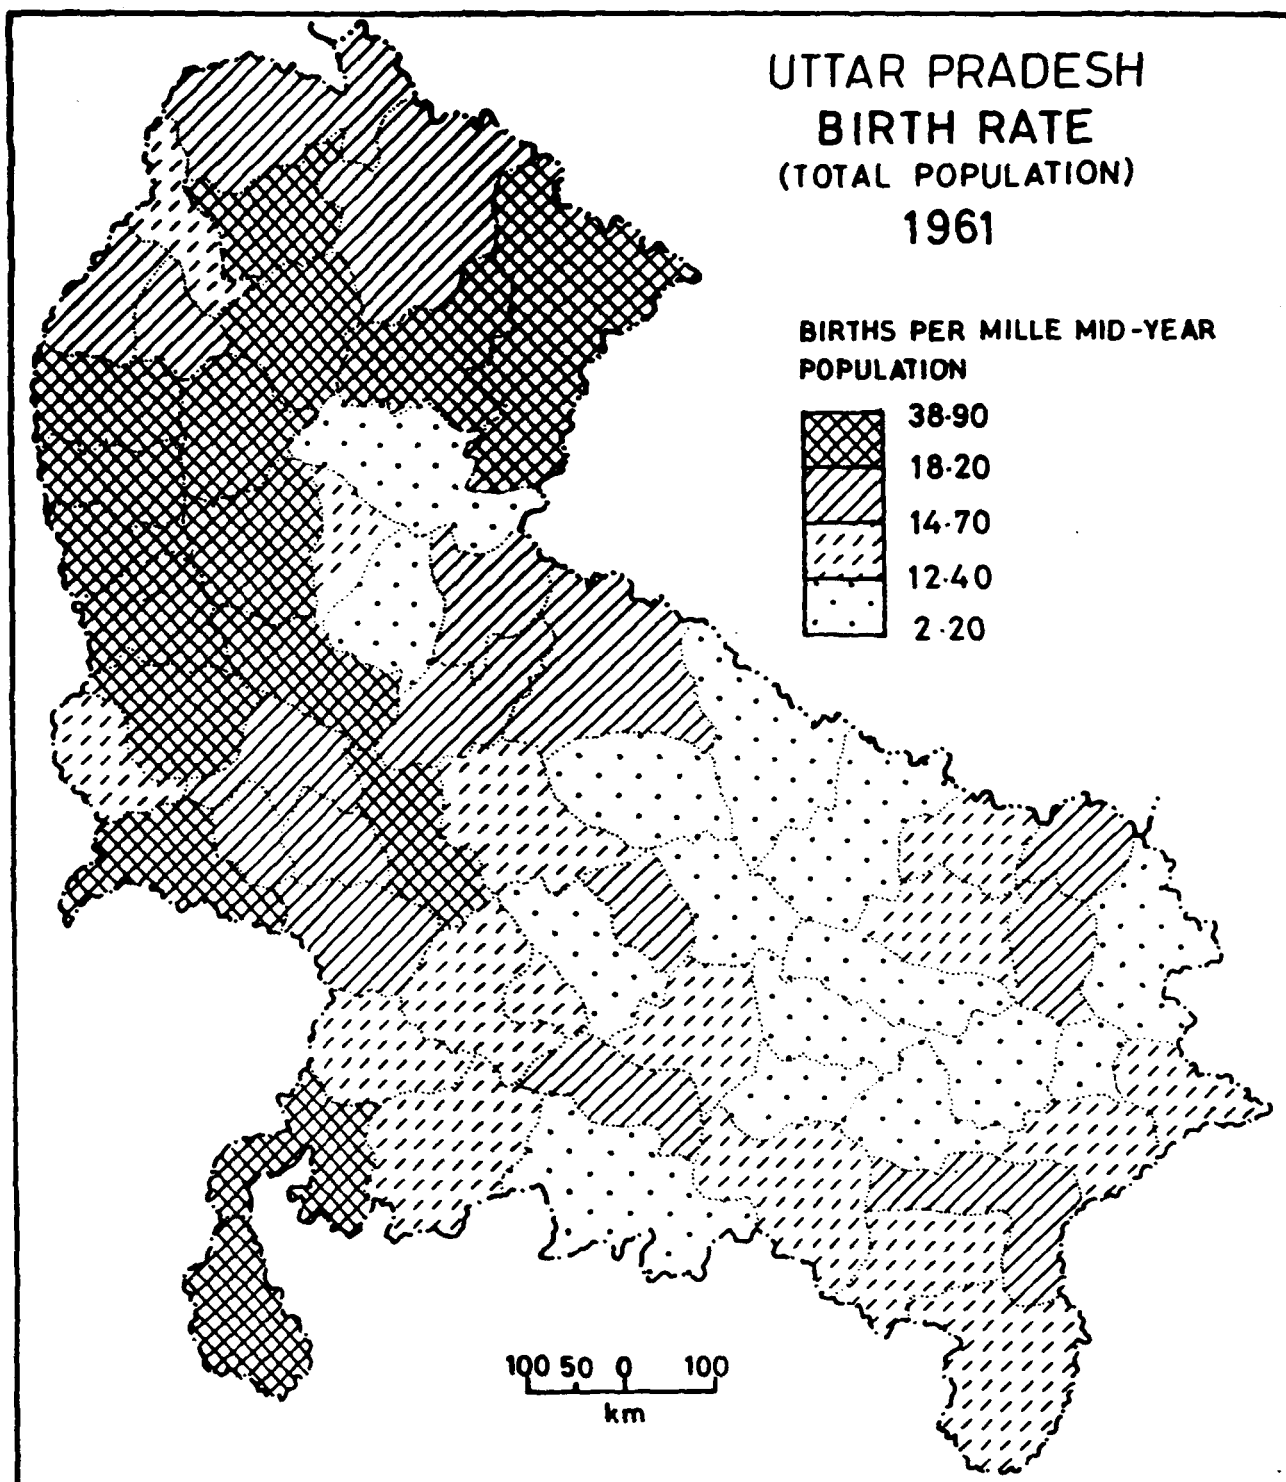 UTTAR PRADESH
BIRTH RATE
(TOTAL POPULATION)
1961
BIRTHS PER MILLE MID-YEAR
POPULATION
38·90
18·20
14·70
12·40
2·20
100 50 0 100
km